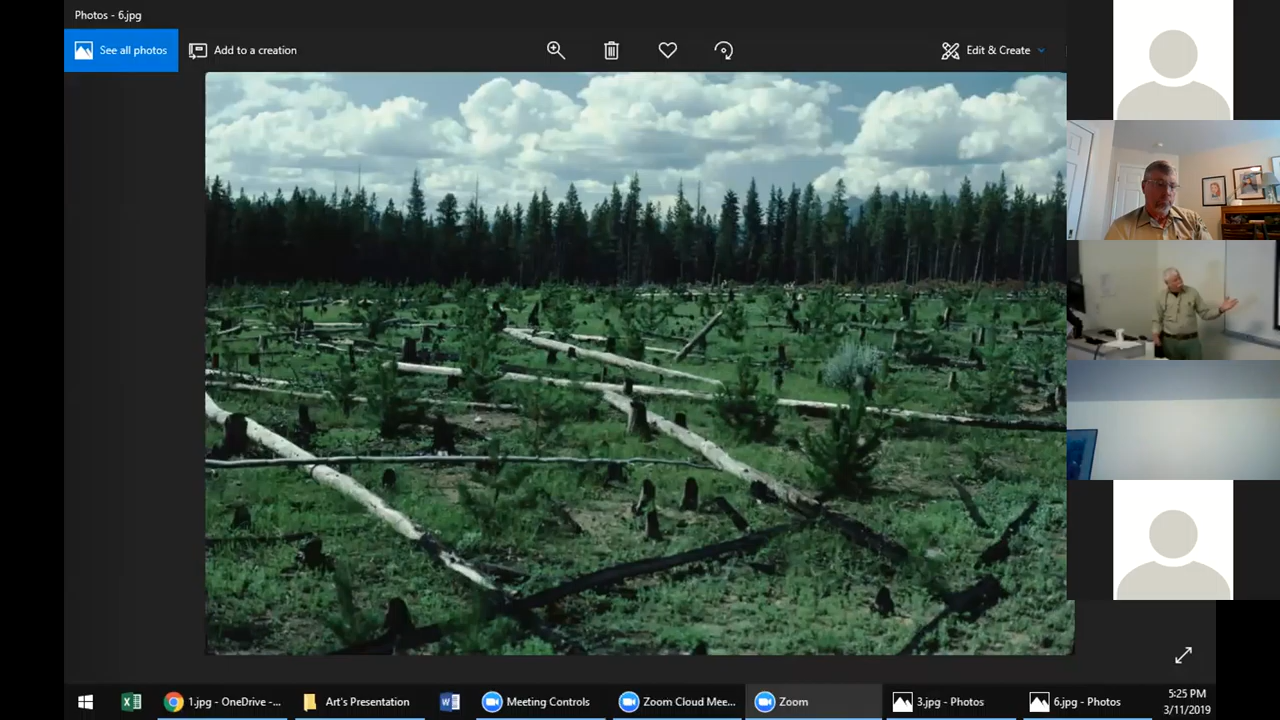 Photos - 6.jpg
See all photos
Add to a creation
Edit & Create
1.jpg - OneDrive -...
Art's Presentation
Meeting Controls
Zoom Cloud Mee...
Zoom
3.jpg - Photos
6.jpg - Photos
5:25 PM
3/11/2019